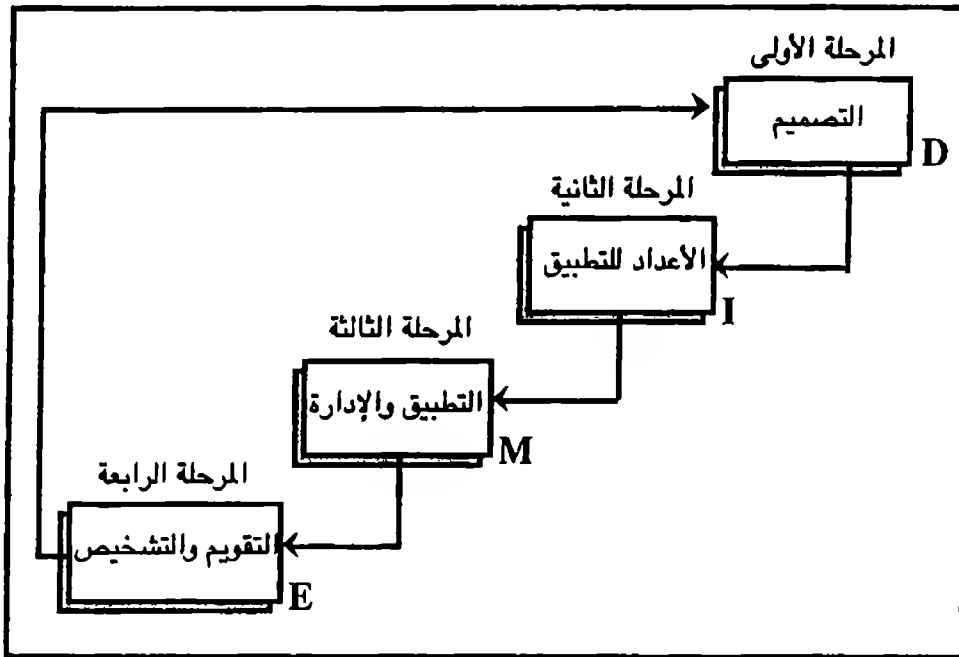 المرحلة الأولى
التصميم
D
المرحلة الثانية
الأعداد للتطبيق
I
المرحلة الثالثة
التطبيق والإدارة
M
المرحلة الرابعة
التقويم والتشخيص
E